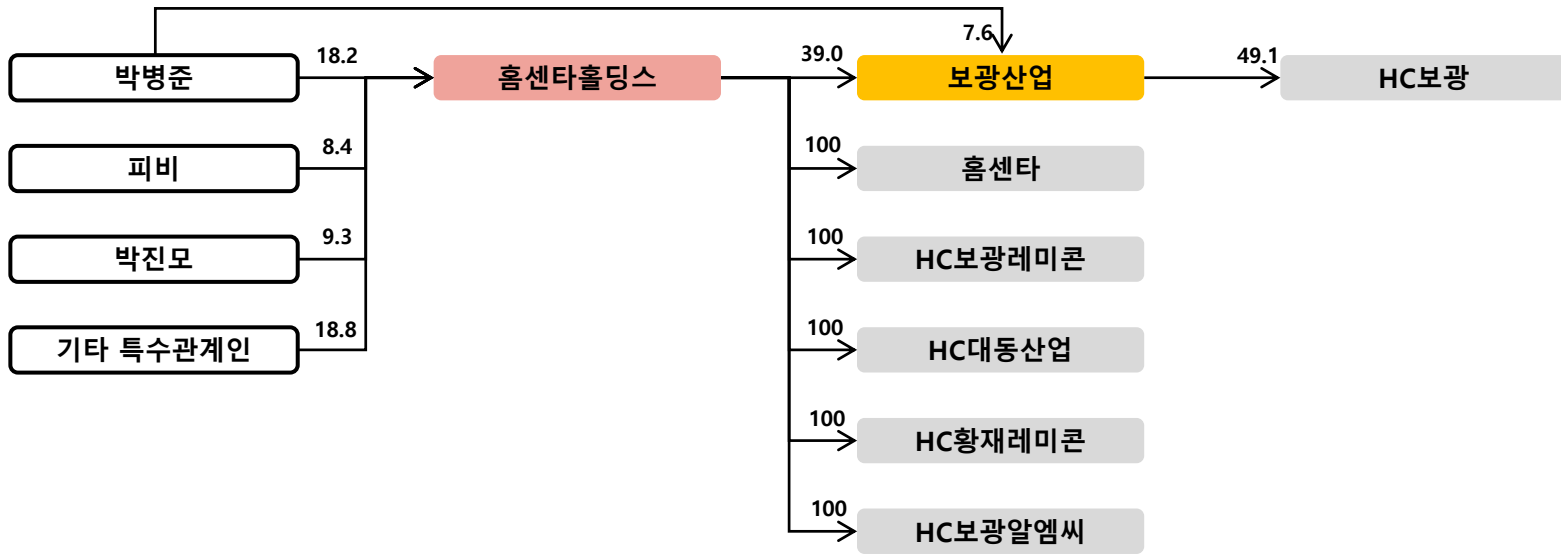 7.6
박병준
18.2
홈센타홀딩스
39.0
보광산업
49.1
HC보광
피비
8.4
100
홈센타
박진모
9.3
100
HC보광레미콘
기타 특수관계인
18.8
100
HC대동산업
100
HC황재레미콘
100
HC보광알엠씨